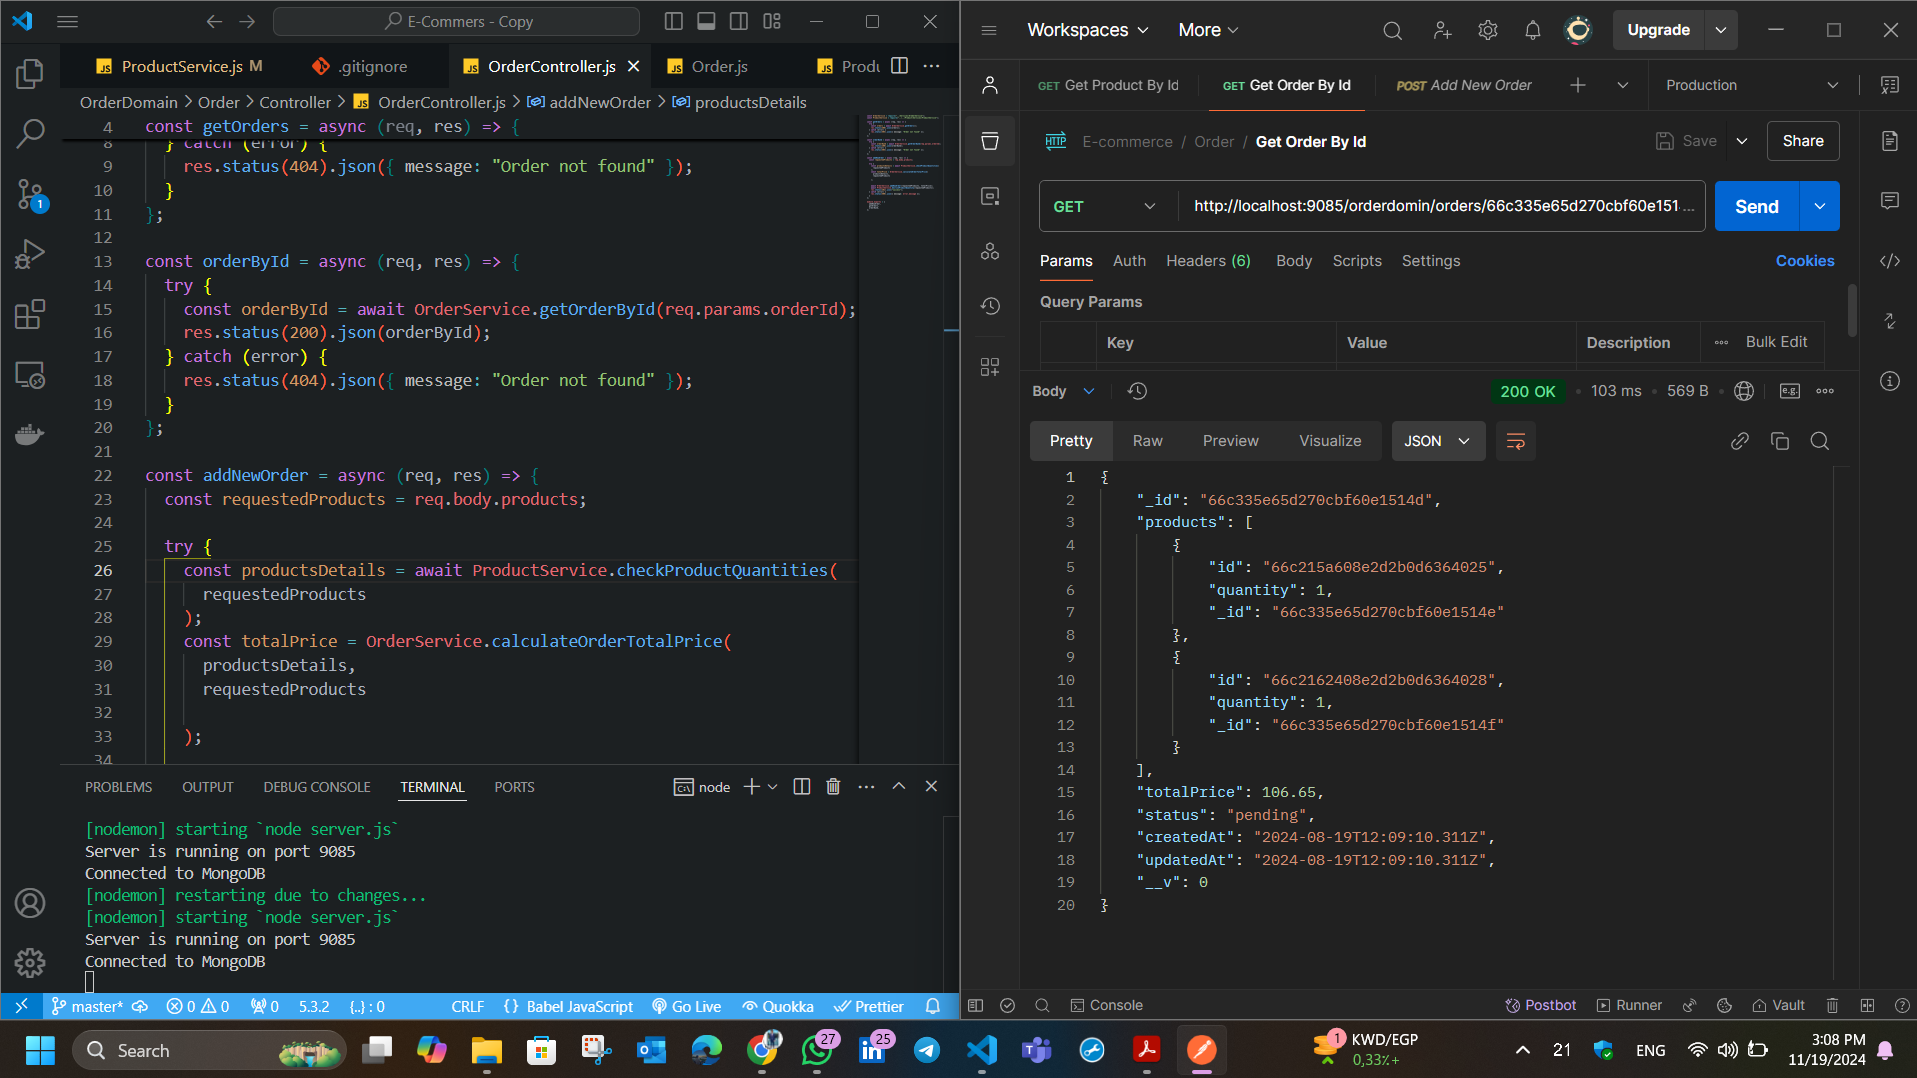 E-Commers - Copy
ProductService.js M
.gitignore
OrderController.js
Order.js
Produ
OrderDomain > Order > Controller > OrderController.js > addNewOrder > productsDetails
4 const getOrders = async (req, res) => {
8 } catch (error) {
9 res.status(404).json({ message: "Order not found" });
10 }
11 };
12
13 const orderById = async (req, res) => {
14 try {
15 const orderById = await OrderService.getOrderById(req.params.orderId);
16 res.status(200).json(orderById);
17 } catch (error) {
18 res.status(404).json({ message: "Order not found" });
19 }
20 };
21
22 const addNewOrder = async (req, res) => {
23 const requestedProducts = req.body.products;
24
25 try {
26 const productsDetails = await ProductService.checkProductQuantities(
27 requestedProducts
28 );
29 const totalPrice = OrderService.calculateOrderTotalPrice(
30 productsDetails,
31 requestedProducts
32
33 );
34
PROBLEMS OUTPUT DEBUG CONSOLE TERMINAL PORTS
node
[nodemon] starting `node server.js`
Server is running on port 9085
Connected to MongoDB
[nodemon] restarting due to changes...
[nodemon] starting `node server.js`
Server is running on port 9085
Connected to MongoDB
1
master* 0 0 0 5.3.2 {..} : 0 CRLF {} Babel JavaScript Go Live Quokka Prettier
Workspaces More Upgrade
GET Get Product By Id
GET Get Order By Id
POST Add New Order
Production
HTTP E-commerce / Order / Get Order By Id
Save
Share
GET http://localhost:9085/orderdomin/orders/66c335e65d270cbf60e151...
Send
Params Auth Headers (6) Body Scripts Settings Cookies
Query Params
Key Value Description Bulk Edit
Body 200 OK 103 ms 569 B e.g.
Pretty Raw Preview Visualize JSON
1 {
2 "_id": "66c335e65d270cbf60e1514d",
3 "products": [
4 {
5 "id": "66c215a608e2d2b0d6364025",
6 "quantity": 1,
7 "_id": "66c335e65d270cbf60e1514e"
8 },
9 {
10 "id": "66c2162408e2d2b0d6364028",
11 "quantity": 1,
12 "_id": "66c335e65d270cbf60e1514f"
13 }
14 ],
15 "totalPrice": 106.65,
16 "status": "pending",
17 "createdAt": "2024-08-19T12:09:10.311Z",
18 "updatedAt": "2024-08-19T12:09:10.311Z",
19 "__v": 0
20 }
Console Postbot Runner Vault
Search
27
25
1
KWD/EGP
0,33%+
21
ENG
3:08 PM
11/19/2024